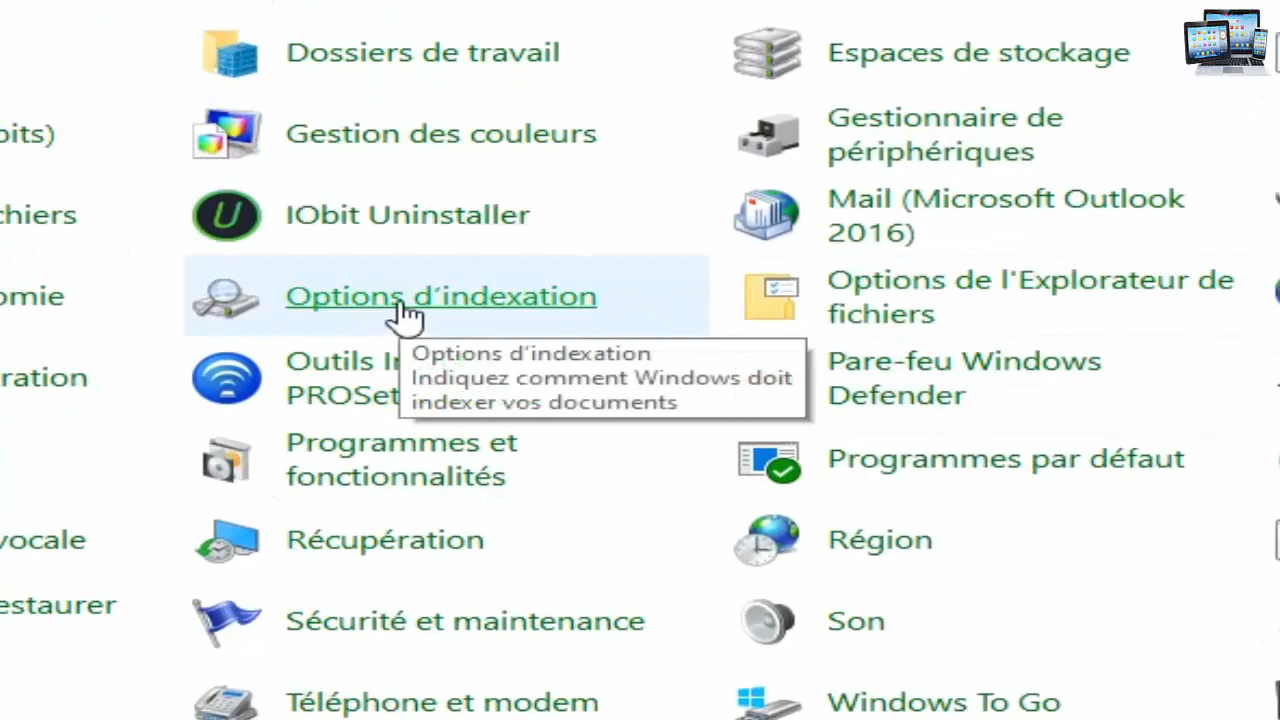 Dossiers de travail
Espaces de stockage
bits)
Gestion des couleurs
Gestionnaire de
périphériques
chiers
IObit Uninstaller
Mail (Microsoft Outlook
2016)
omie
Options d'indexation
Options de l'Explorateur de
fichiers
ration
Outils I
PROSet
Options d'indexation
Indiquez comment Windows doit
indexer vos documents
Pare-feu Windows
Defender
Programmes et
fonctionnalités
Programmes par défaut
vocale
Récupération
Région
estaurer
Sécurité et maintenance
Son
Téléphone et modem
Windows To Go